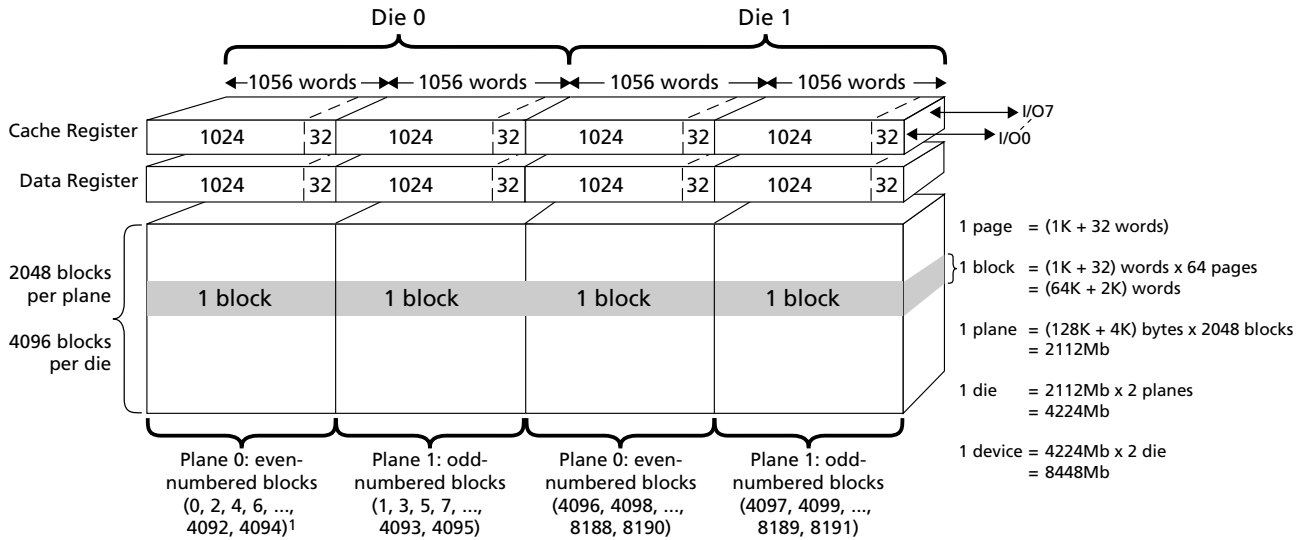 Die 0
Die 1
1056 words
1056 words
1056 words
1056 words
I/O7
I/O0
Cache Register
1024
32
1024
32
1024
32
1024
32
Data Register
1024
32
1024
32
1024
32
1024
32
2048 blocks
per plane
4096 blocks
per die
1 block
1 block
1 block
1 block
1 page = (1K + 32 words)
1 block = (1K + 32) words x 64 pages
= (64K + 2K) words
1 plane = (128K + 4K) bytes x 2048 blocks
= 2112Mb
1 die = 2112Mb x 2 planes
= 4224Mb
1 device = 4224Mb x 2 die
= 8448Mb
Plane 0: even-
numbered blocks
(0, 2, 4, 6, ...,
4092, 4094)1
Plane 1: odd-
numbered blocks
(1, 3, 5, 7, ...,
4093, 4095)
Plane 0: even-
numbered blocks
(4096, 4098, ...,
8188, 8190)
Plane 1: odd-
numbered blocks
(4097, 4099, ...,
8189, 8191)